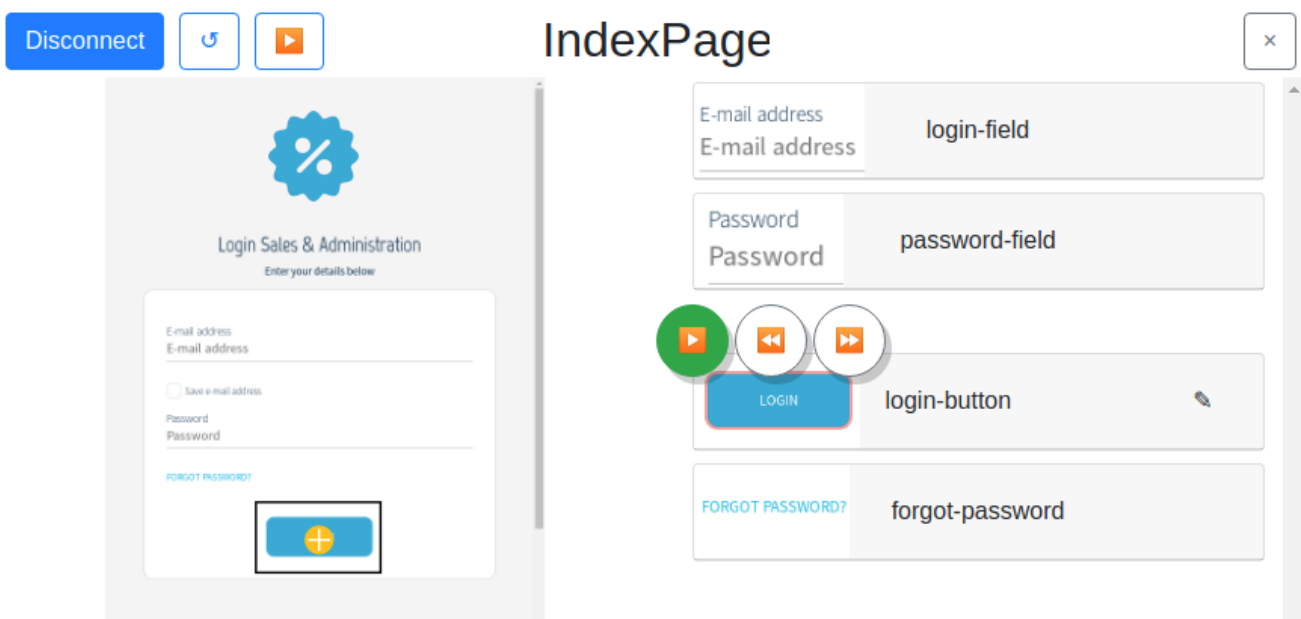 Disconnect
IndexPage
Login Sales & Administration
Enter your details below
E-mail address
E-mail address
Save e-mail address
Password
Password
FORGOT PASSWORD?
E-mail address
E-mail address
login-field
Password
Password
password-field
LOGIN
login-button
FORGOT PASSWORD?
forgot-password